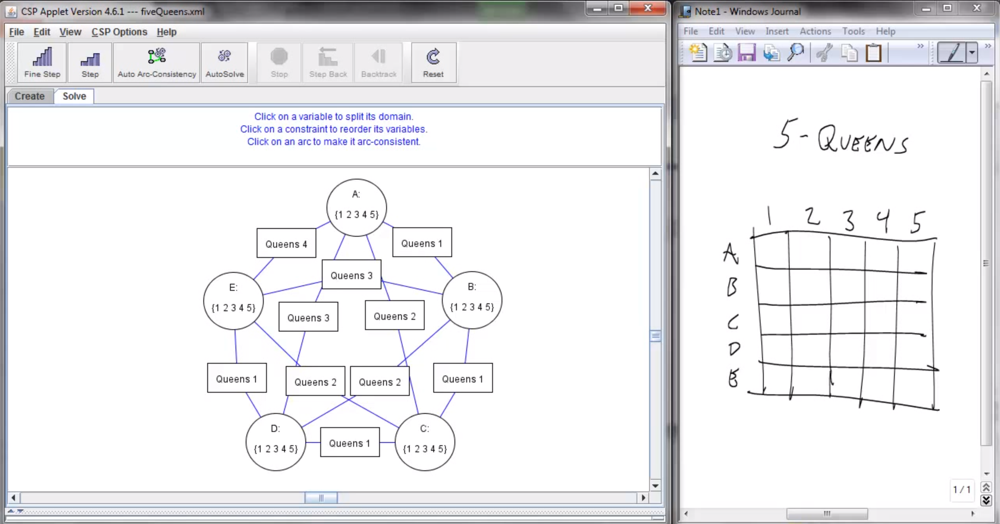 CSP Applet Version 4.6.1 --- fiveQueens.xml
File Edit View CSP Options Help
Fine Step
Step
Auto Arc-Consistency
AutoSolve
Stop
Step Back
Backtrack
Reset
Create
Solve
Click on a variable to split its domain.
Click on a constraint to reorder its variables.
Click on an arc to make it arc-consistent.
A:
{1 2 3 4 5}
Queens 4
Queens 1
Queens 3
E:
{1 2 3 4 5}
B:
{1 2 3 4 5}
Queens 3
Queens 2
Queens 1
Queens 2
Queens 2
Queens 1
D:
{1 2 3 4 5}
Queens 1
C:
{1 2 3 4 5}
Note1 - Windows Journal
File Edit View Insert Actions Tools Help
5-QUEENS
1 2 3 4 5
A
B
C
D
E
1 / 1